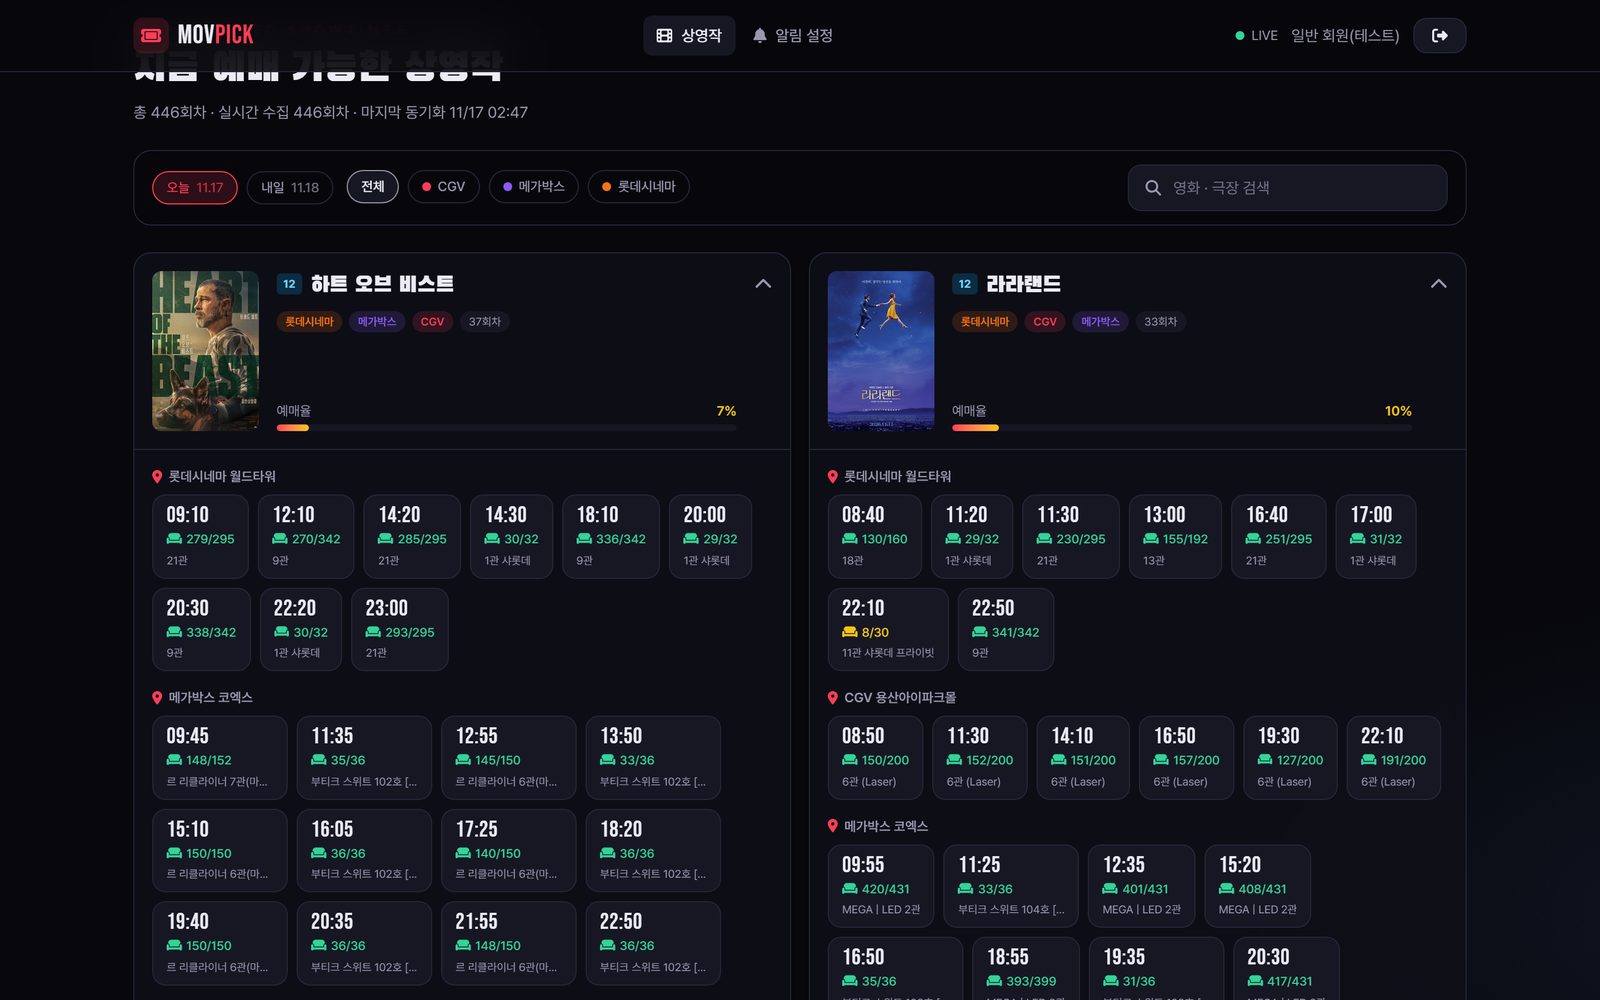 MOVPICK
상영작
알림 설정
LIVE 일반 회원(테스트)
지금 예매 가능한 상영작
총 446회차 · 실시간 수집 446회차 · 마지막 동기화 11/17 02:47
오늘 11.17
내일 11.18
전체
CGV
메가박스
롯데시네마
영화 · 극장 검색
HEART
OF
THE
BEAST
12 하트 오브 비스트
롯데시네마 메가박스 CGV 37회차
예매율 7%
롯데시네마 월드타워
09:10 12:10 14:20 14:30 18:10 20:00
279/295 270/342 285/295 30/32 336/342 29/32
21관 9관 21관 1관 샤롯데 9관 1관 샤롯데
20:30 22:20 23:00
338/342 30/32 293/295
9관 1관 샤롯데 21관
메가박스 코엑스
09:45 11:35 12:55 13:50
148/152 35/36 145/150 33/36
르 리클라이너 7관(마... 부티크 스위트 102호 [... 르 리클라이너 6관(마... 부티크 스위트 102호 [...
15:10 16:05 17:25 18:20
150/150 36/36 140/150 36/36
르 리클라이너 6관(마... 부티크 스위트 102호 [... 르 리클라이너 6관(마... 부티크 스위트 102호 [...
19:40 20:35 21:55 22:50
150/150 36/36 148/150 36/36
르 리클라이너 6관(마... 부티크 스위트 102호 [... 르 리클라이너 6관(마... 부티크 스위트 102호 [...
라라랜드
12 라라랜드
롯데시네마 CGV 메가박스 33회차
예매율 10%
롯데시네마 월드타워
08:40 11:20 11:30 13:00 16:40 17:00
130/160 29/32 230/295 155/192 251/295 31/32
18관 1관 샤롯데 21관 13관 21관 1관 샤롯데
22:10 22:50
8/30 341/342
11관 샤롯데 프라이빗 9관
CGV 용산아이파크몰
08:50 11:30 14:10 16:50 19:30 22:10
150/200 152/200 151/200 157/200 127/200 191/200
6관 (Laser) 6관 (Laser) 6관 (Laser) 6관 (Laser) 6관 (Laser) 6관 (Laser)
메가박스 코엑스
09:55 11:25 12:35 15:20
420/431 33/36 401/431 408/431
MEGA | LED 2관 부티크 스위트 104호 [... MEGA | LED 2관 MEGA | LED 2관
16:50 18:55 19:35 20:30
35/36 393/399 31/36 417/431